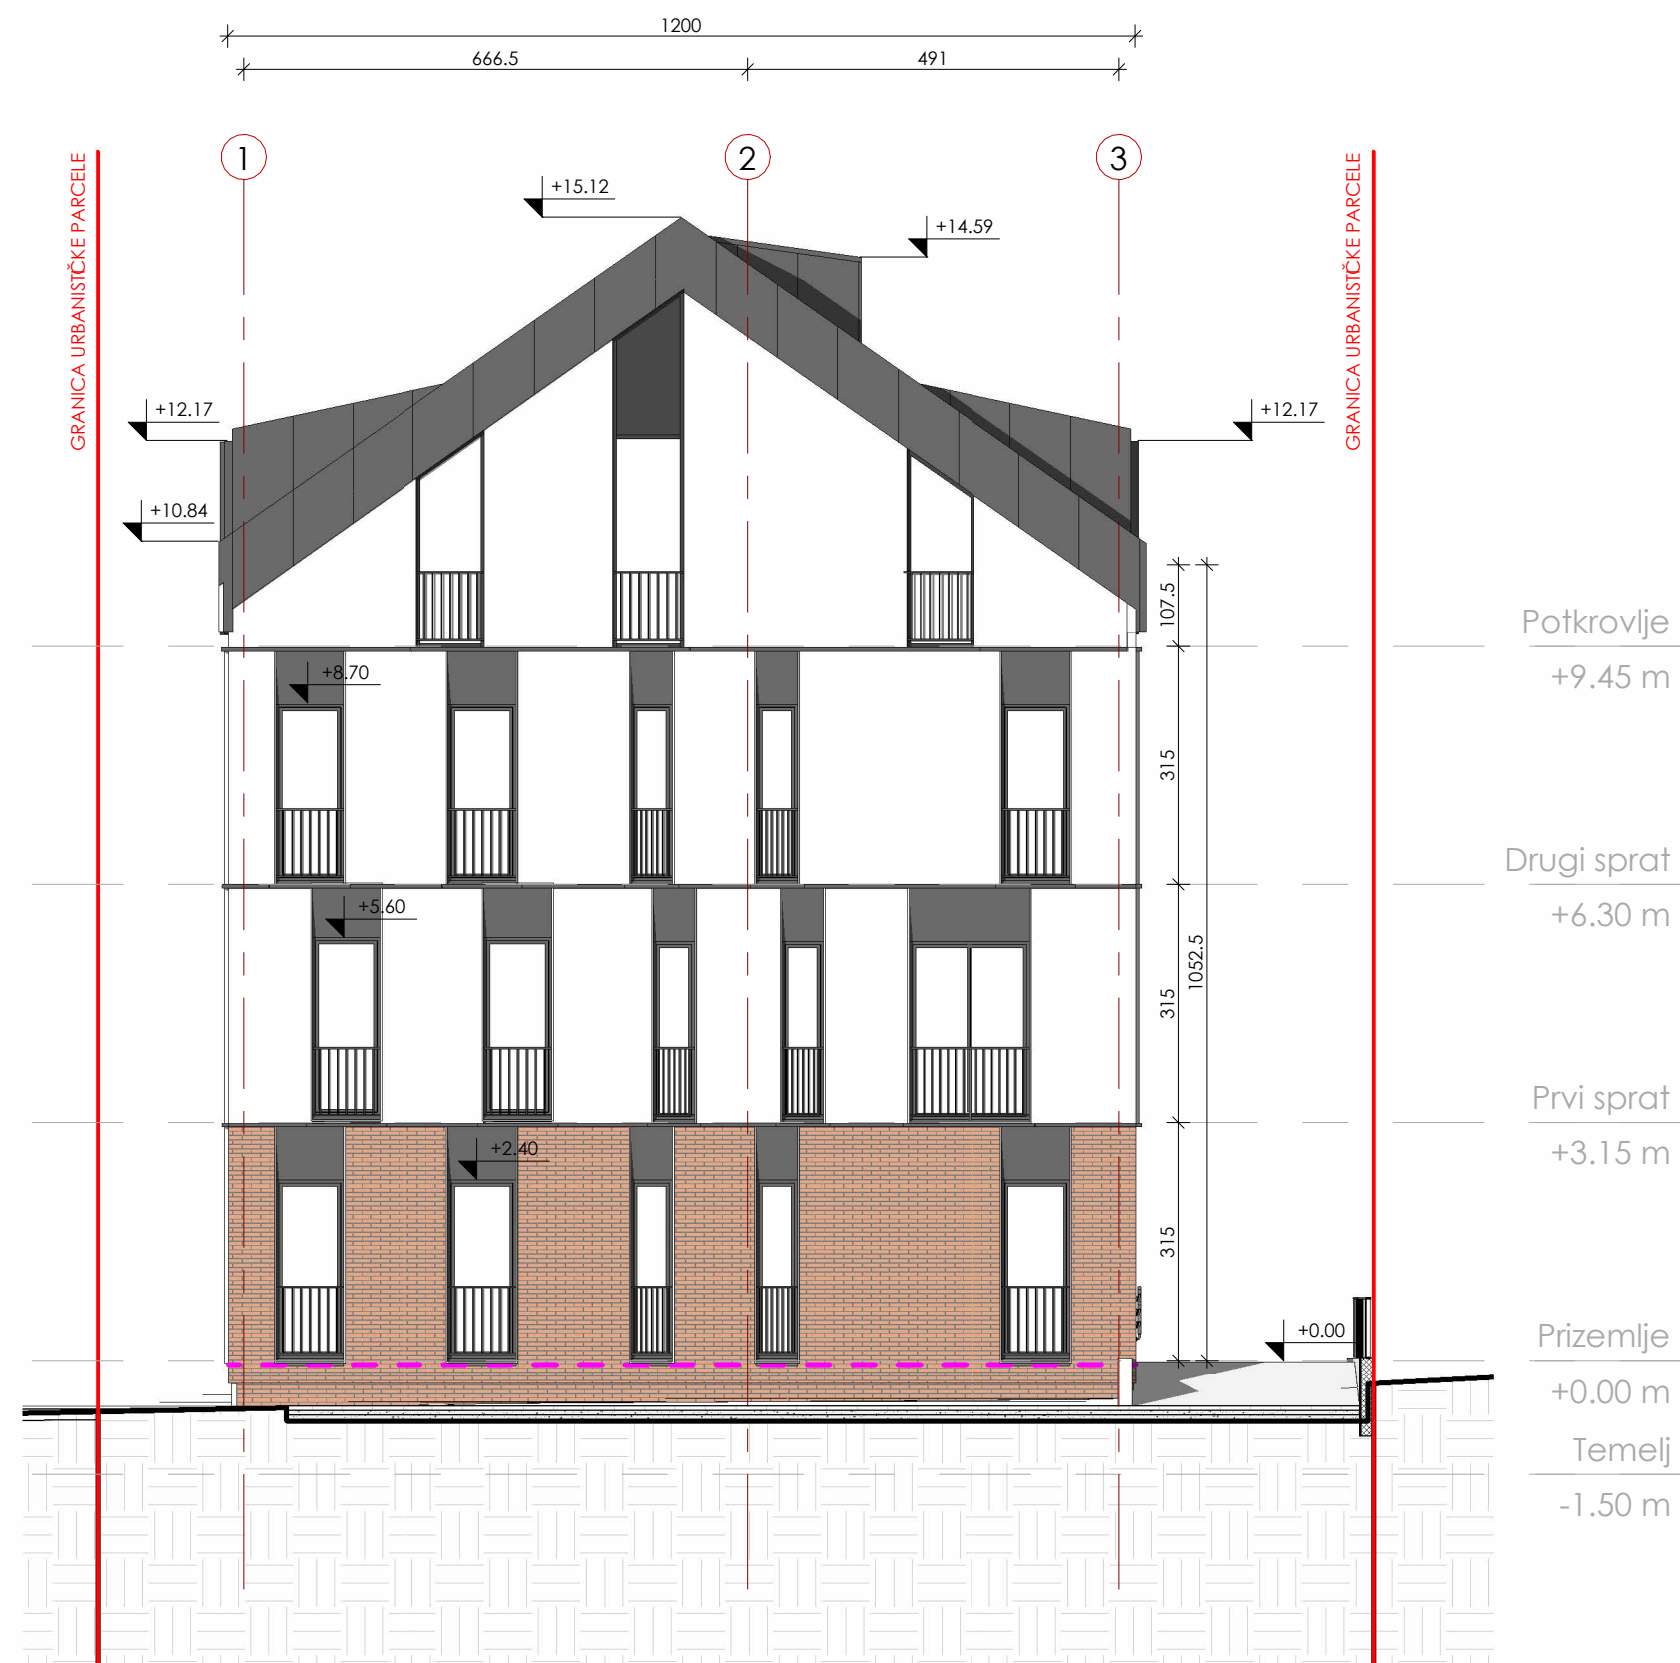 1200
666.5
491
1
2
3
GRANICA URBANISTČKE PARCELE
GRANICA URBANISTČKE PARCELE
+15.12
+14.59
+12.17
+12.17
+10.84
107.5
Potkrovlje
+9.45 m
+8.70
315
Drugi sprat
+6.30 m
+5.60
1052.5
315
Prvi sprat
+3.15 m
+2.40
315
+0.00
Prizemlje
+0.00 m
Temelj
-1.50 m